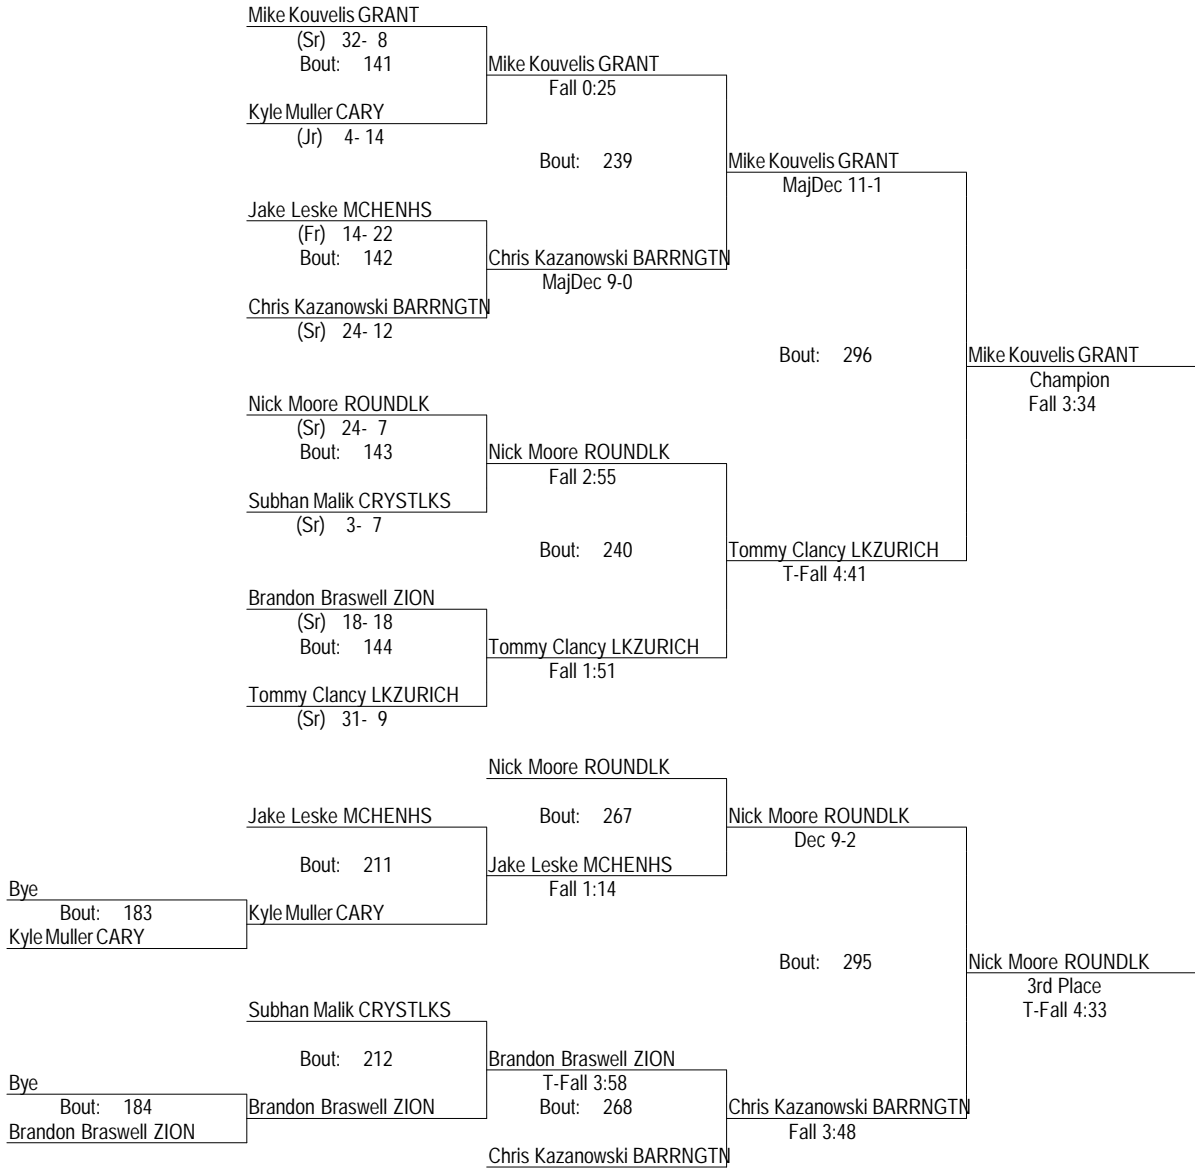 Mike Kouvelis GRANT
(Sr) 32- 8
Bout: 141
Mike Kouvelis GRANT
Fall 0:25
Kyle Muller CARY
(Jr) 4- 14
Bout: 239
Mike Kouvelis GRANT
MajDec 11-1
Jake Leske MCHENHS
(Fr) 14- 22
Bout: 142
Chris Kazanowski BARRNGTN
MajDec 9-0
Chris Kazanowski BARRNGTN
(Sr) 24- 12
Bout: 296
Mike Kouvelis GRANT
Champion
Fall 3:34
Nick Moore ROUNDLK
(Sr) 24- 7
Bout: 143
Nick Moore ROUNDLK
Fall 2:55
Subhan Malik CRYSTLKS
(Sr) 3- 7
Bout: 240
Tommy Clancy LKZURICH
T-Fall 4:41
Brandon Braswell ZION
(Sr) 18- 18
Bout: 144
Tommy Clancy LKZURICH
Fall 1:51
Tommy Clancy LKZURICH
(Sr) 31- 9
Nick Moore ROUNDLK
Jake Leske MCHENHS
Bout: 267
Nick Moore ROUNDLK
Dec 9-2
Bout: 211
Jake Leske MCHENHS
Fall 1:14
Bye
Bout: 183
Kyle Muller CARY
Kyle Muller CARY
Bout: 295
Nick Moore ROUNDLK
3rd Place
T-Fall 4:33
Subhan Malik CRYSTLKS
Bout: 212
Brandon Braswell ZION
T-Fall 3:58
Bye
Bout: 184
Brandon Braswell ZION
Brandon Braswell ZION
Bout: 268
Chris Kazanowski BARRNGTN
Fall 3:48
Chris Kazanowski BARRNGTN